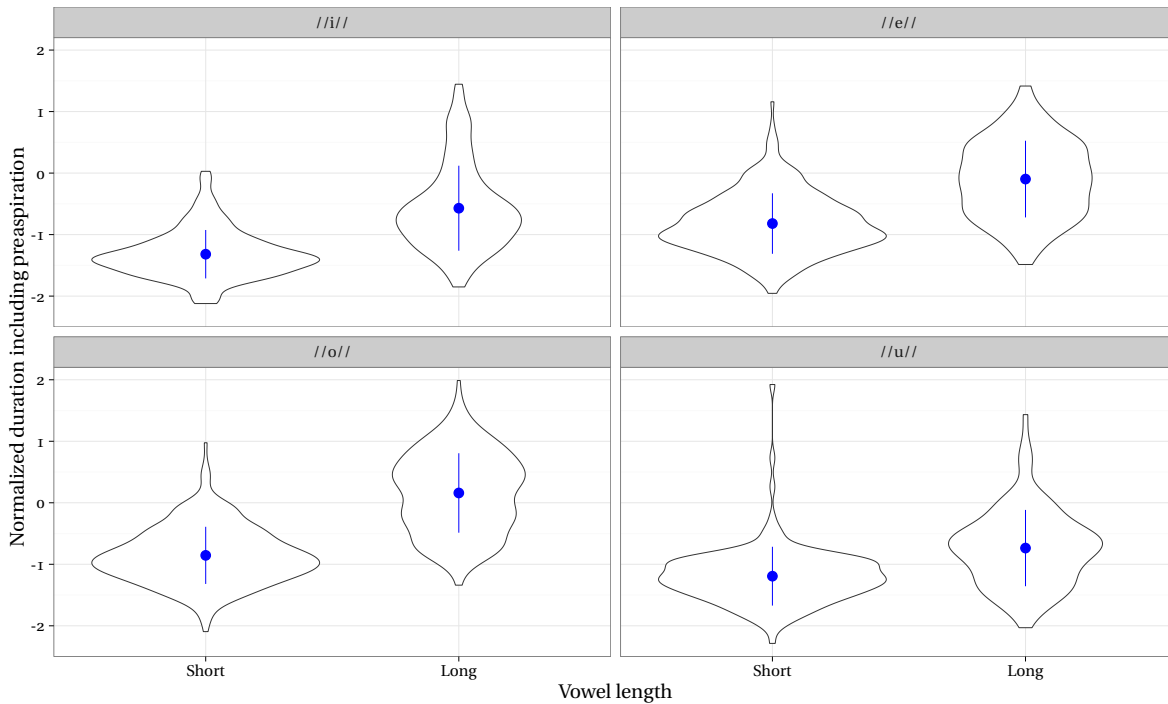 Normalized duration including preaspiration
//i//
//e//
2
1
0
-1
-2
//o//
//u//
2
1
0
-1
-2
Short
Long
Short
Long
Vowel length